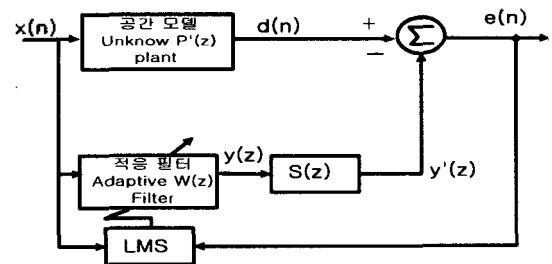 x(n)
공간 모델
Unknow P'(z)
plant
d(n)
+
−
Σ
e(n)
적응 필터
Adaptive W(z)
Filter
y(z)
S(z)
y'(z)
LMS